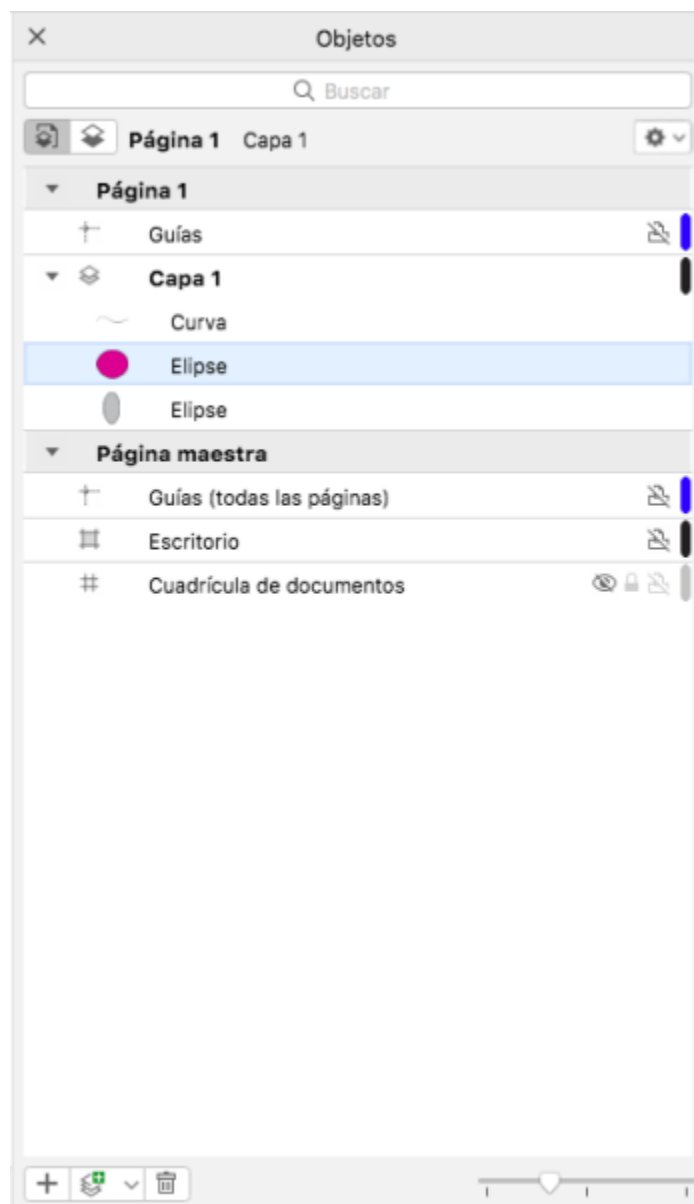 Objetos
Buscar
Página 1 Capa 1
Página 1
Guías
Capa 1
Curva
Elipse
Elipse
Página maestra
Guías (todas las páginas)
Escritorio
Cuadrícula de documentos